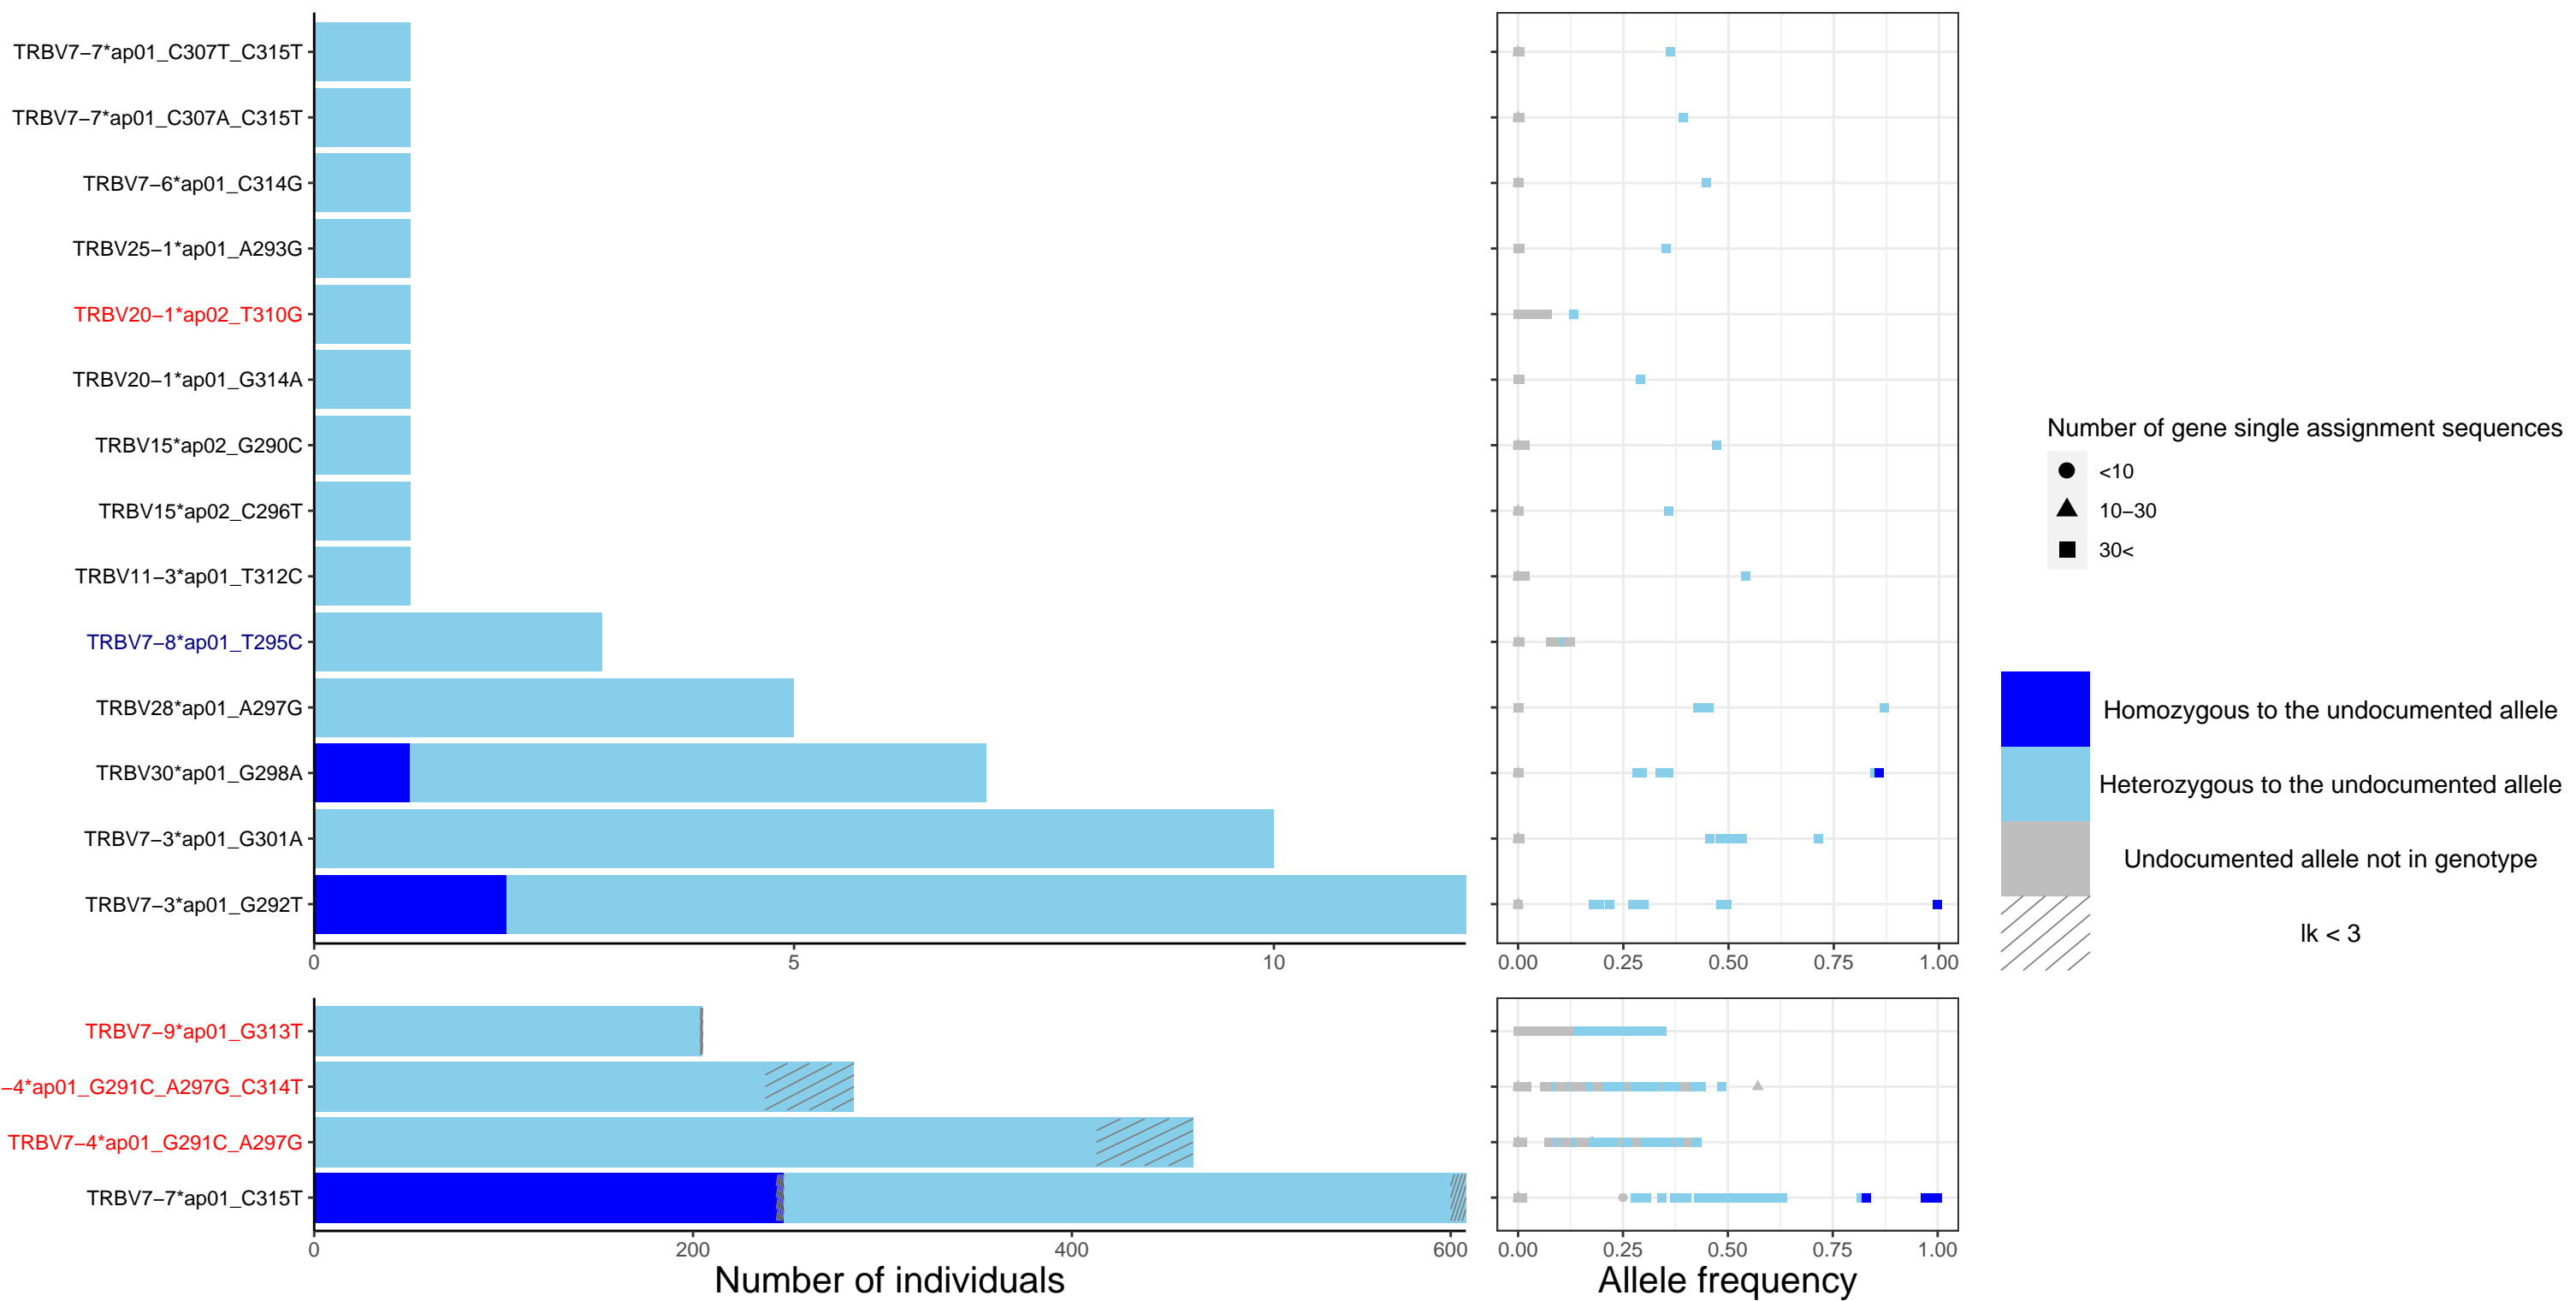 TRBV7−7*ap01_C307T_C315T
TRBV7−7*ap01_C307A_C315T
TRBV7−6*ap01_C314G
TRBV25−1*ap01_A293G
TRBV20−1*ap02_T310G
TRBV20−1*ap01_G314A
TRBV15*ap02_G290C
TRBV15*ap02_C296T
TRBV11−3*ap01_T312C
TRBV7−8*ap01_T295C
TRBV28*ap01_A297G
TRBV30*ap01_G298A
TRBV7−3*ap01_G301A
TRBV7−3*ap01_G292T
0 5 10
0.00 0.25 0.50 0.75 1.00
TRBV7−9*ap01_G313T
−4*ap01_G291C_A297G_C314T
TRBV7−4*ap01_G291C_A297G
TRBV7−7*ap01_C315T
0 200 400 600
0.00 0.25 0.50 0.75 1.00
Number of individuals
Allele frequency
Number of gene single assignment sequences
<10
10−30
30<
Homozygous to the undocumented allele
Heterozygous to the undocumented allele
Undocumented allele not in genotype
lk < 3